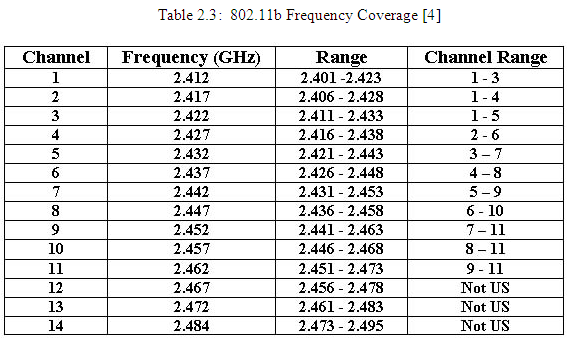 Table 2.3: 802.11b Frequency Coverage [4]
Channel Frequency (GHz) Range Channel Range
1 2.412 2.401 -2.423 1 - 3
2 2.417 2.406 - 2.428 1 - 4
3 2.422 2.411 - 2.433 1 - 5
4 2.427 2.416 - 2.438 2 - 6
5 2.432 2.421 - 2.443 3 – 7
6 2.437 2.426 - 2.448 4 – 8
7 2.442 2.431 - 2.453 5 – 9
8 2.447 2.436 - 2.458 6 - 10
9 2.452 2.441 - 2.463 7 – 11
10 2.457 2.446 - 2.468 8 – 11
11 2.462 2.451 - 2.473 9 - 11
12 2.467 2.456 - 2.478 Not US
13 2.472 2.461 - 2.483 Not US
14 2.484 2.473 - 2.495 Not US